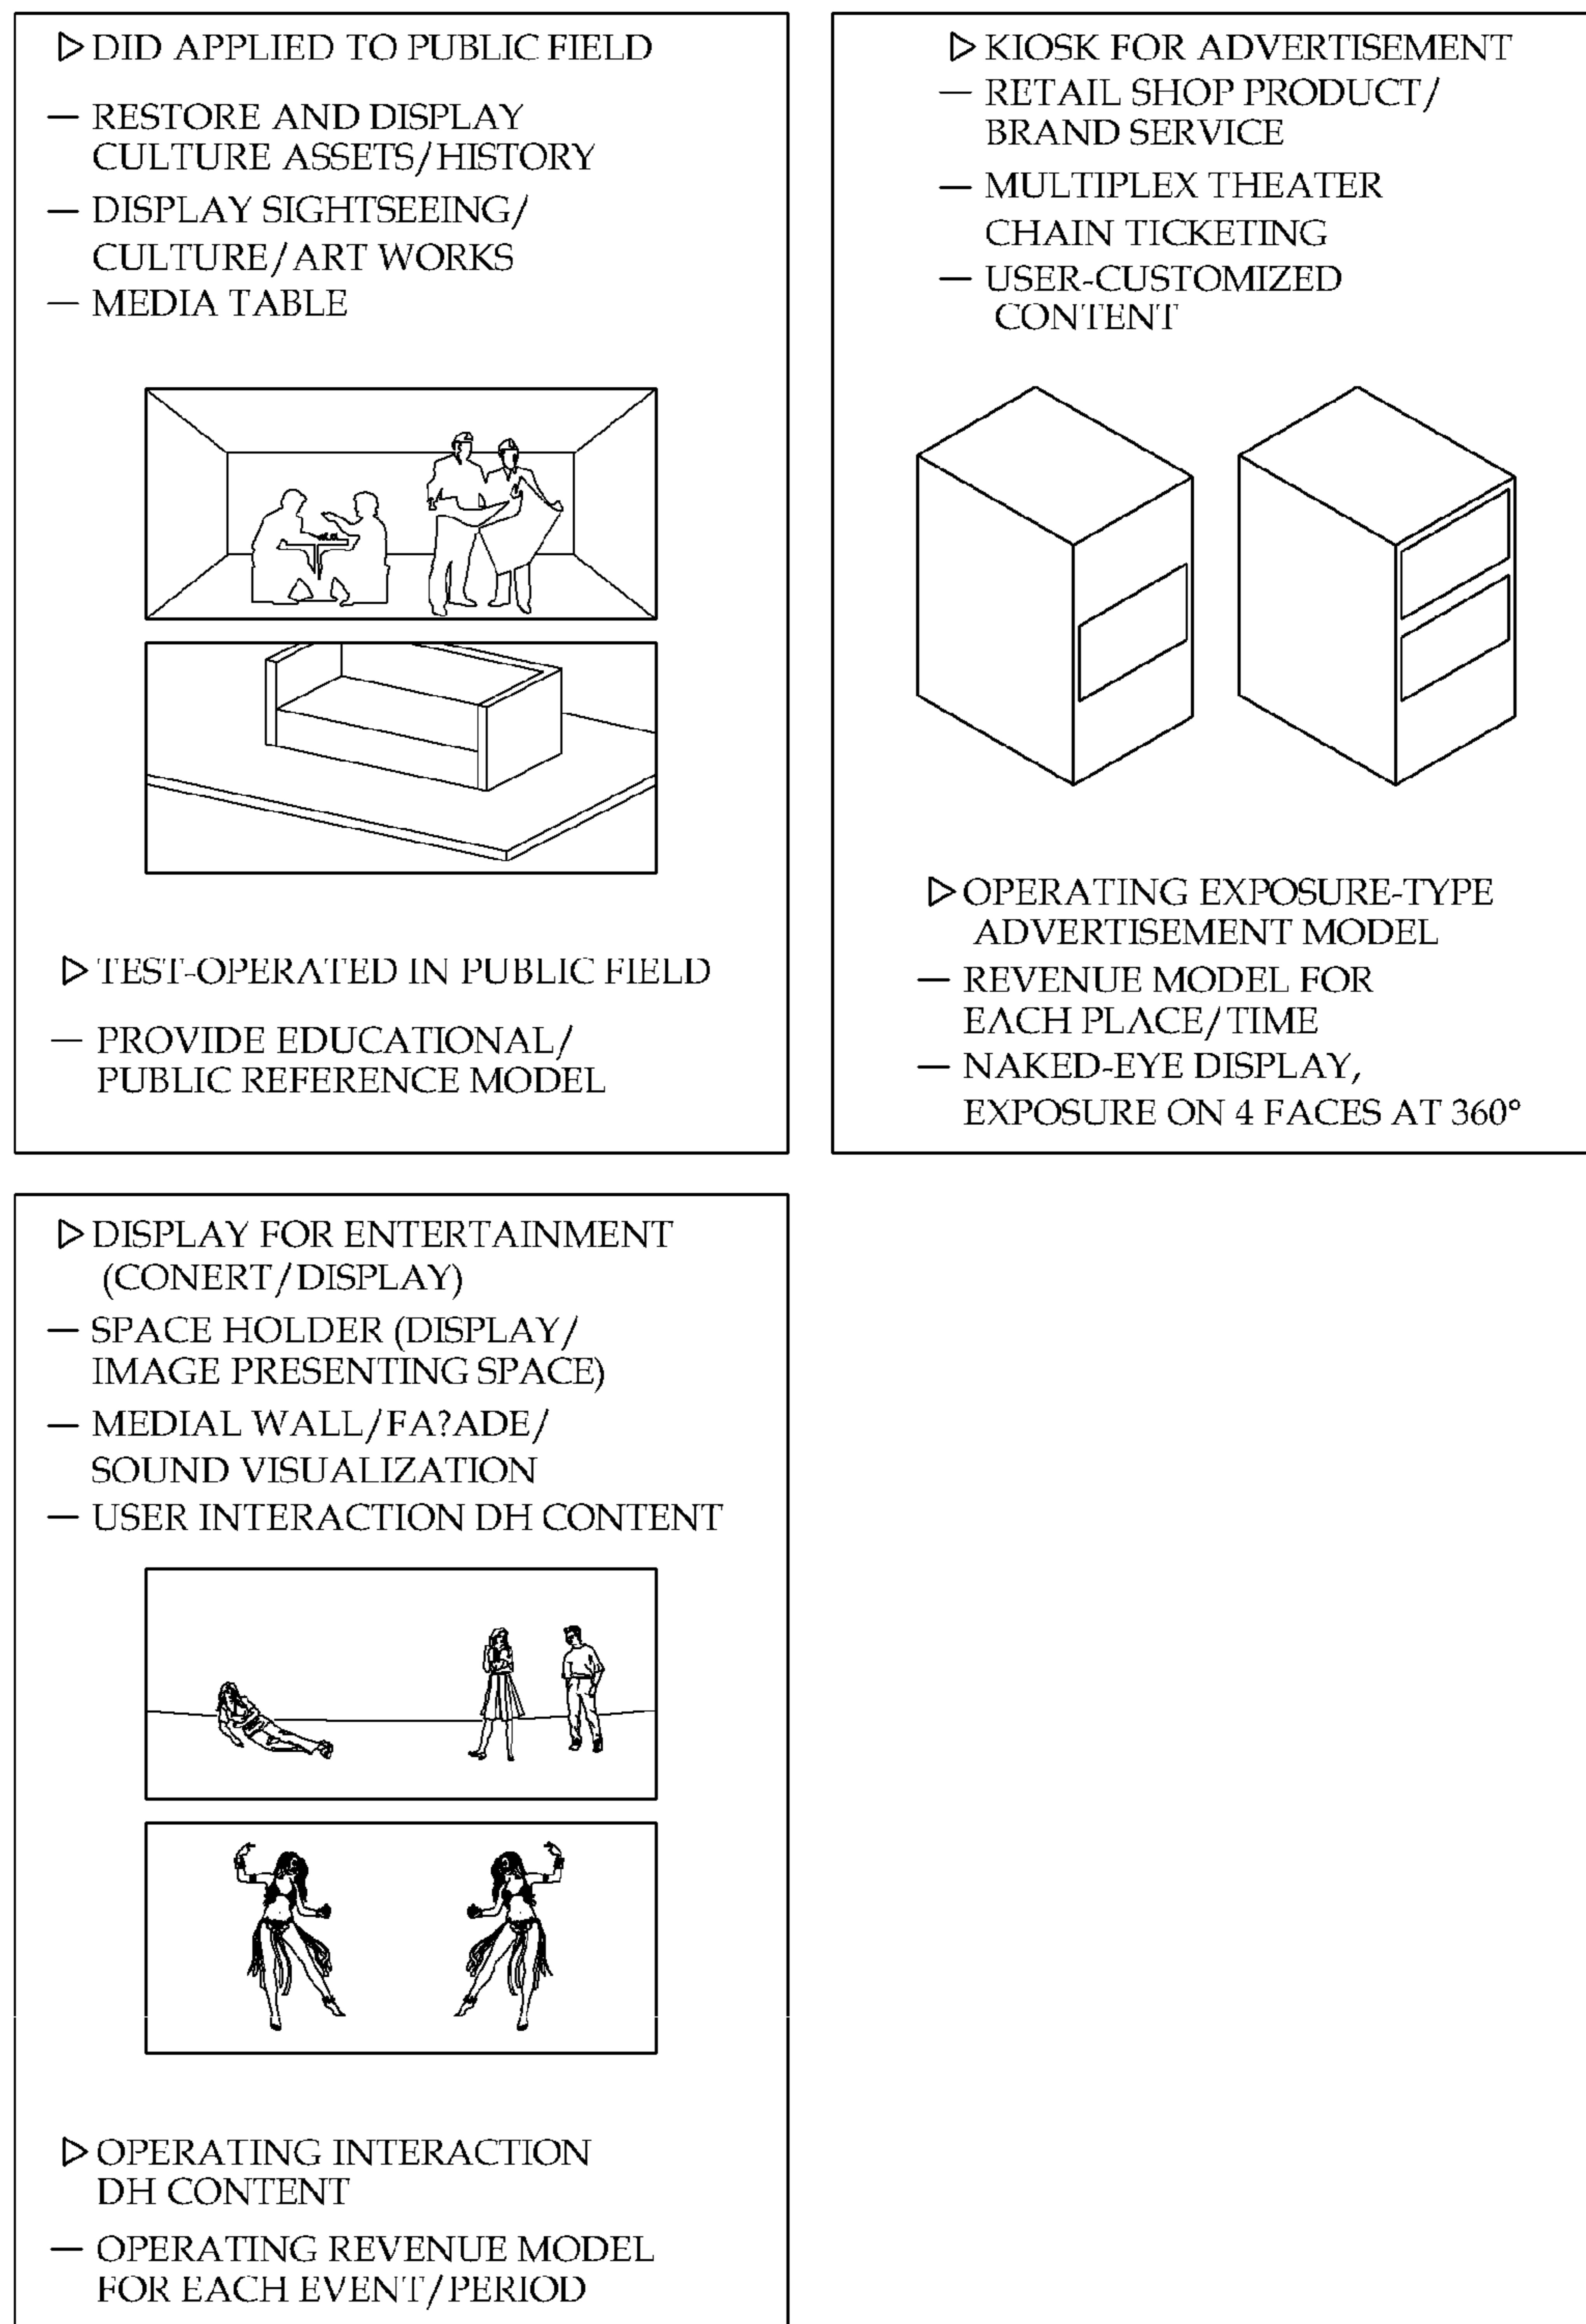 ▷ DID APPLIED TO PUBLIC FIELD
— RESTORE AND DISPLAY
CULTURE ASSETS/HISTORY
— DISPLAY SIGHTSEEING/
CULTURE/ART WORKS
— MEDIA TABLE
▷ TEST-OPERATED IN PUBLIC FIELD
— PROVIDE EDUCATIONAL/
PUBLIC REFERENCE MODEL
▷ KIOSK FOR ADVERTISEMENT
— RETAIL SHOP PRODUCT/
BRAND SERVICE
— MULTIPLEX THEATER
CHAIN TICKETING
— USER-CUSTOMIZED
CONTENT
▷ OPERATING EXPOSURE-TYPE
ADVERTISEMENT MODEL
— REVENUE MODEL FOR
EACH PLACE/TIME
— NAKED-EYE DISPLAY,
EXPOSURE ON 4 FACES AT 360°
▷ DISPLAY FOR ENTERTAINMENT
(CONERT/DISPLAY)
— SPACE HOLDER (DISPLAY/
IMAGE PRESENTING SPACE)
— MEDIAL WALL/FA?ADE/
SOUND VISUALIZATION
— USER INTERACTION DH CONTENT
▷ OPERATING INTERACTION
DH CONTENT
— OPERATING REVENUE MODEL
FOR EACH EVENT/PERIOD